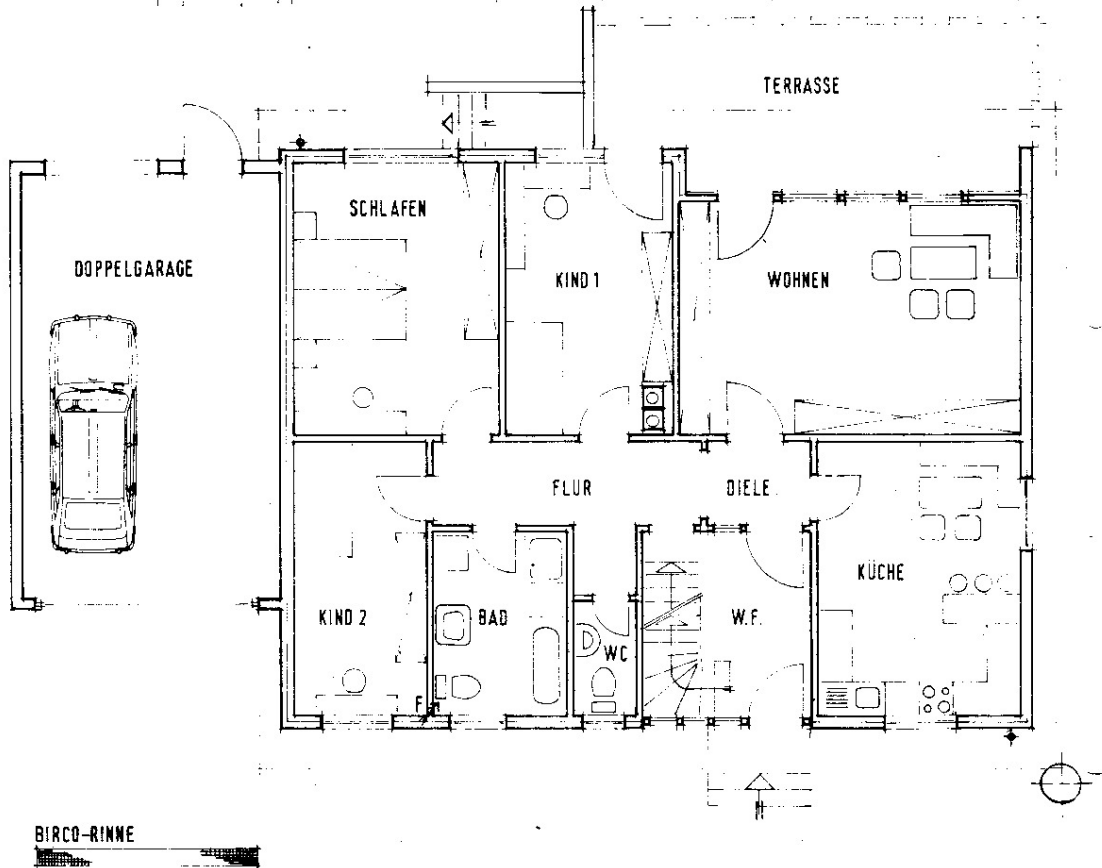 TERRASSE
SCHLAFEN
DOPPELGARAGE
KIND 1
WOHNEN
FLUR
DIELE
KÜCHE
KIND 2
BAD
WC
W.F.
F
BIRCO-RINNE